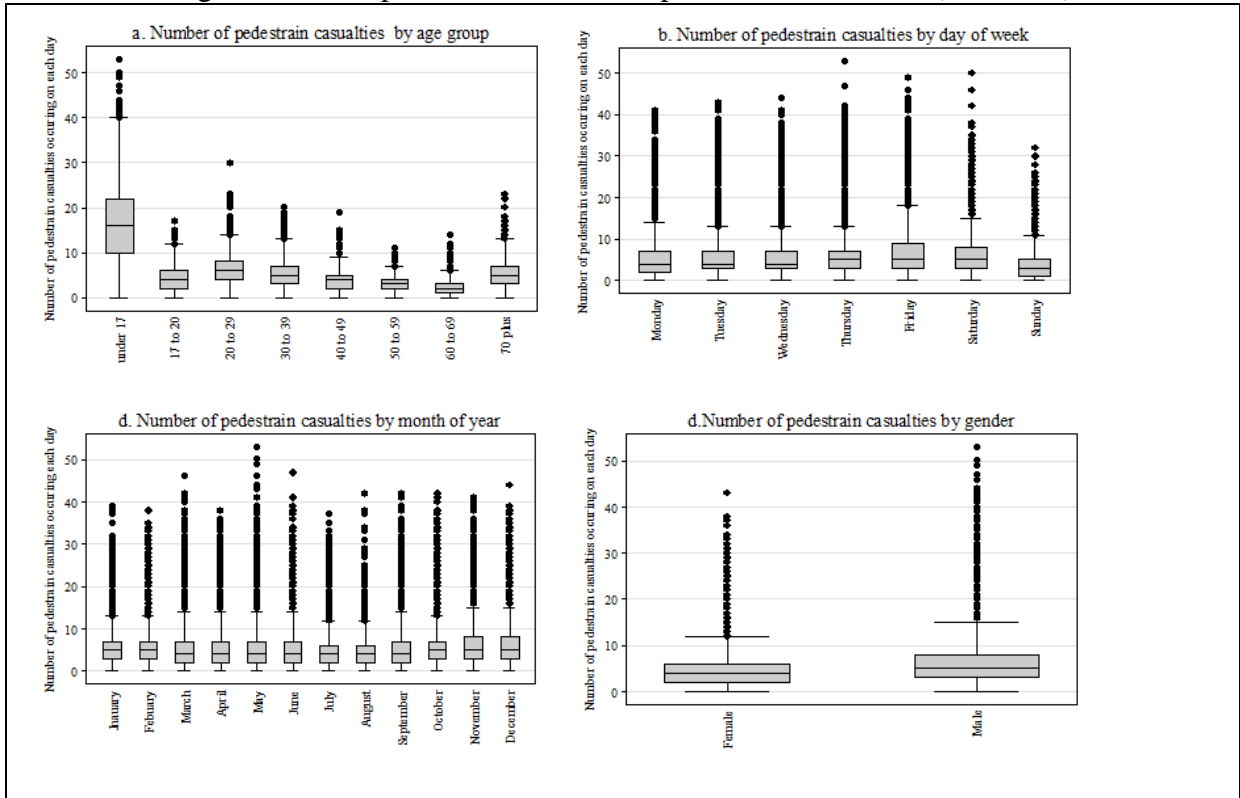 a. Number of pedestrain casualties by age group
Number of pedestrain casualties occuring on each day
50
40
30
20
10
0
under 17
17 to 20
20 to 29
30 to 39
40 to 49
50 to 59
60 to 69
70 plus
b. Number of pedestrain casualties by day of week
Number of pedestrain casualties occuring on each day
50
40
30
20
10
0
Monday
Tuesday
Wednesday
Thursday
Friday
Saturday
Sunday
d. Number of pedestrain casualties by month of year
Number of pedestrain casualties occuring each day
50
40
30
20
10
0
Jnauary
Febuary
March
April
May
June
July
August
September
October
November
December
d.Number of pedestrain casualties by gender
Number of pedestrain casualties occuring on each day
50
40
30
20
10
0
Female
Male